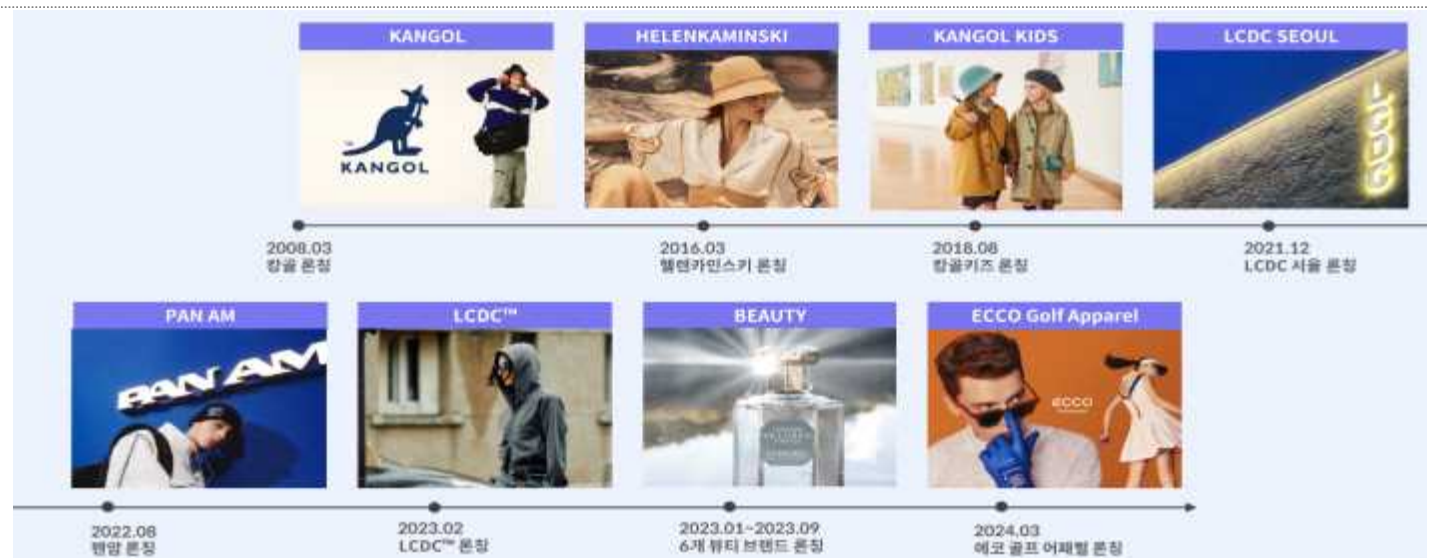 KANGOL
HELENKAMINSKI
KANGOL KIDS
LCDC SEOUL
KANGOL
LCDC
2008.03
캉골 론칭
2016.03
헬렌카민스키 론칭
2018.08
캉골키즈 론칭
2021.12
LCDC 서울 론칭
PAN AM
LCDC™
BEAUTY
ECCO Golf Apparel
PAN AM
ecco
2022.08
팬암 론칭
2023.02
LCDC™ 론칭
2023.01~2023.09
6개 뷰티 브랜드 론칭
2024.03
에코 골프 어패럴 론칭